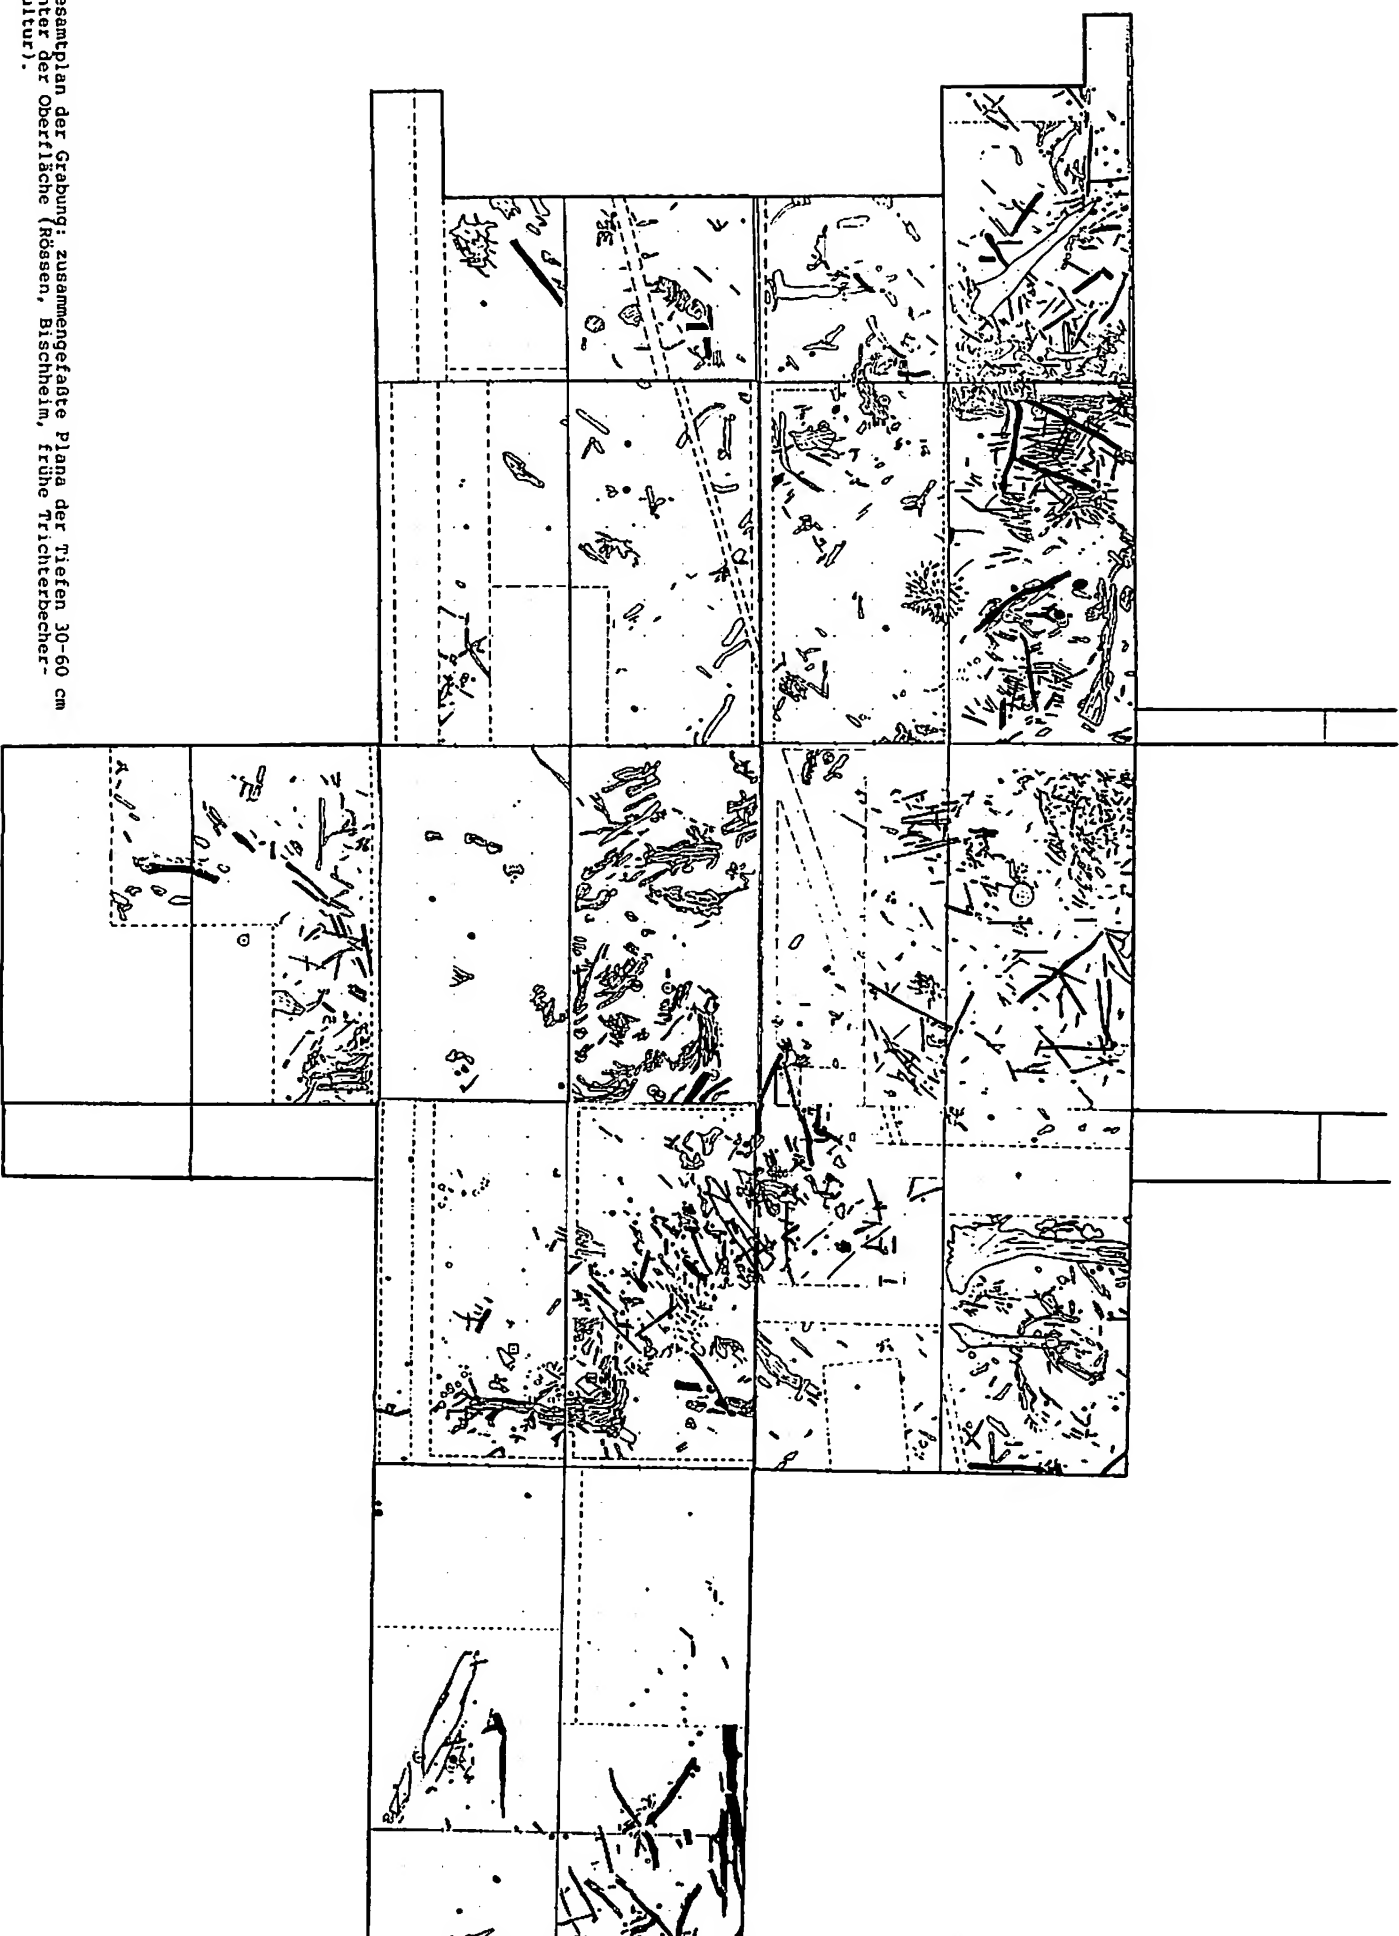 esamtplan der Grabung: zusammengefaßte Plana der Tiefen 30-60 cm
nter der Oberfläche (Rössen, Bischheim, frühe Trichterbecher-
ultur).